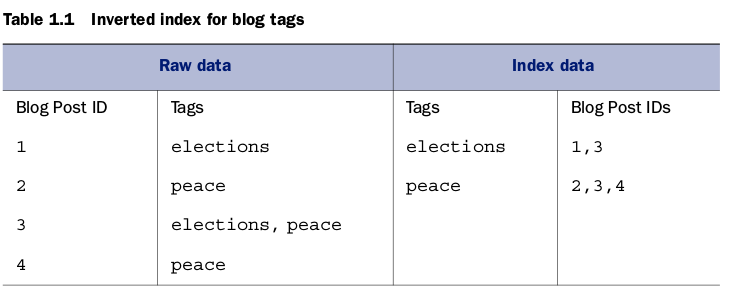 Table 1.1 Inverted index for blog tags
Raw data Index data
Blog Post ID Tags Tags Blog Post IDs
1 elections elections 1,3
2 peace peace 2,3,4
3 elections, peace
4 peace